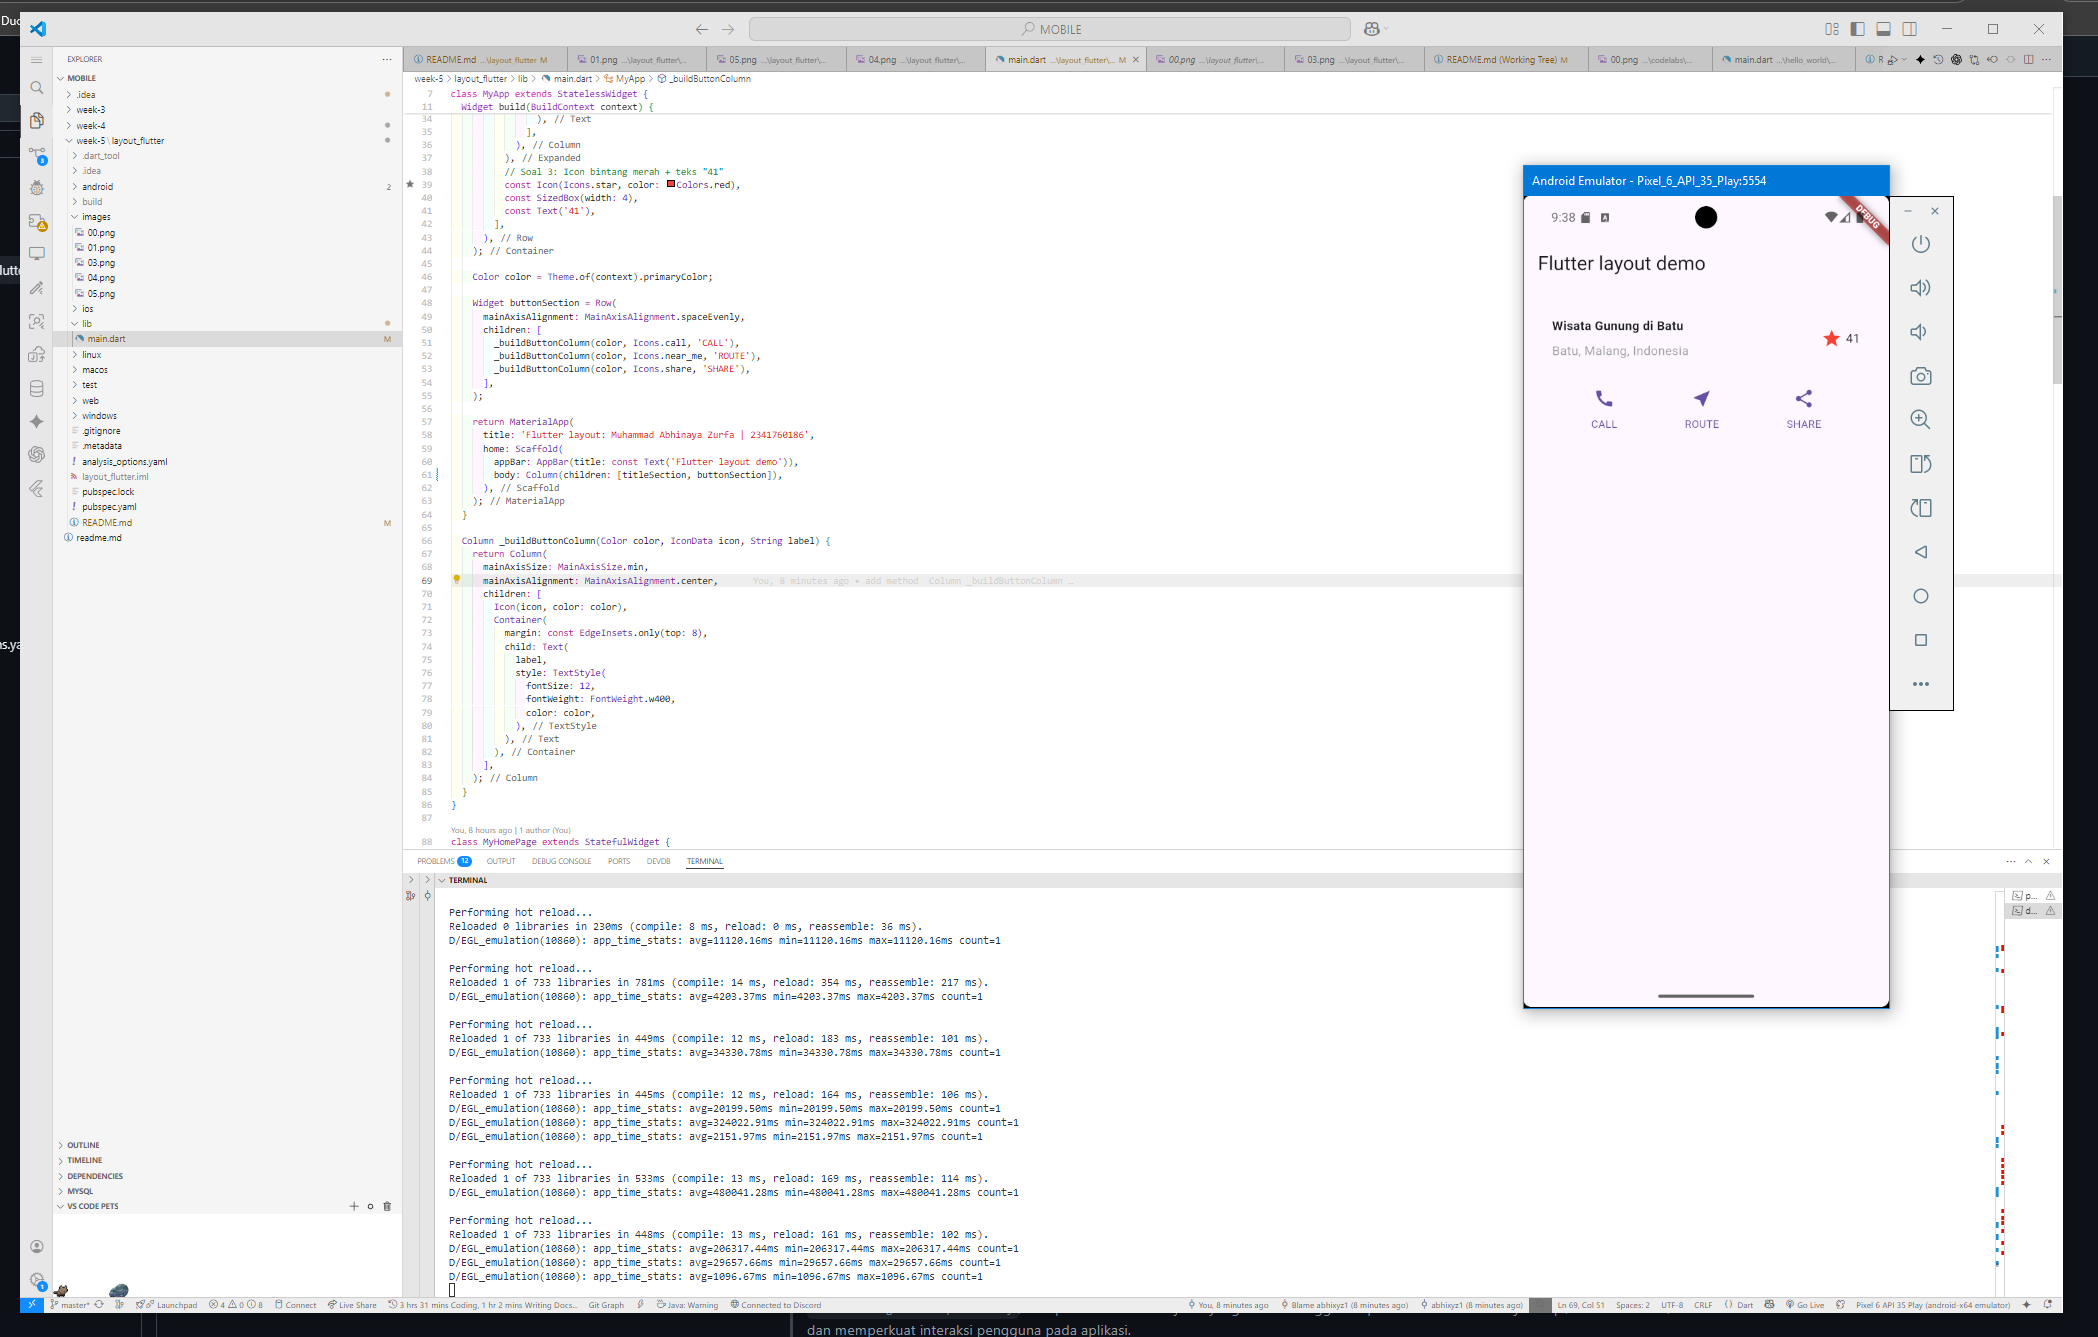 MOBILE
EXPLORER
MOBILE
.idea
week-3
week-4
week-5 \ layout_flutter
.dart_tool
.idea
android 2
build
images
00.png
01.png
03.png
04.png
05.png
ios
lib
main.dart M
linux
macos
test
web
windows
.gitignore
.metadata
analysis_options.yaml
layout_flutter.iml
pubspec.lock
pubspec.yaml
README.md M
readme.md
OUTLINE
TIMELINE
DEPENDENCIES
MYSQL
VS CODE PETS
README.md ...\layout_flutter M
01.png ...\layout_flutter\...
05.png ...\layout_flutter\...
04.png ...\layout_flutter\...
main.dart ...\layout_flutter\... M
00.png ...\layout_flutter\...
03.png ...\layout_flutter\...
README.md (Working Tree) M
00.png ...\codelabs\...
main.dart ...\hello_world\...
week-5 > layout_flutter > lib > main.dart > MyApp > _buildButtonColumn
7 class MyApp extends StatelessWidget {
11 Widget build(BuildContext context) {
34 ), // Text
35 ],
36 ), // Column
37 ), // Expanded
38 // Soal 3: Icon bintang merah + teks "41"
39 const Icon(Icons.star, color: Colors.red),
40 const SizedBox(width: 4),
41 const Text('41'),
42 ],
43 ), // Row
44 ); // Container
45
46 Color color = Theme.of(context).primaryColor;
47
48 Widget buttonSection = Row(
49 mainAxisAlignment: MainAxisAlignment.spaceEvenly,
50 children: [
51 _buildButtonColumn(color, Icons.call, 'CALL'),
52 _buildButtonColumn(color, Icons.near_me, 'ROUTE'),
53 _buildButtonColumn(color, Icons.share, 'SHARE'),
54 ],
55 );
56
57 return MaterialApp(
58 title: 'Flutter layout: Muhammad Abhinaya Zurfa | 2341760186',
59 home: Scaffold(
60 appBar: AppBar(title: const Text('Flutter layout demo')),
61 body: Column(children: [titleSection, buttonSection]),
62 ), // Scaffold
63 ); // MaterialApp
64 }
65
66 Column _buildButtonColumn(Color color, IconData icon, String label) {
67 return Column(
68 mainAxisSize: MainAxisSize.min,
69 mainAxisAlignment: MainAxisAlignment.center, You, 8 minutes ago • add method Column _buildButtonColumn …
70 children: [
71 Icon(icon, color: color),
72 Container(
73 margin: const EdgeInsets.only(top: 8),
74 child: Text(
75 label,
76 style: TextStyle(
77 fontSize: 12,
78 fontWeight: FontWeight.w400,
79 color: color,
80 ), // TextStyle
81 ), // Text
82 ), // Container
83 ],
84 ); // Column
85 }
86 }
87
You, 8 hours ago | 1 author (You)
88 class MyHomePage extends StatefulWidget {
PROBLEMS 12 OUTPUT DEBUG CONSOLE PORTS DEVDB TERMINAL
TERMINAL
Performing hot reload...
Reloaded 0 libraries in 230ms (compile: 8 ms, reload: 0 ms, reassemble: 36 ms).
D/EGL_emulation(10860): app_time_stats: avg=11120.16ms min=11120.16ms max=11120.16ms count=1
Performing hot reload...
Reloaded 1 of 733 libraries in 781ms (compile: 14 ms, reload: 354 ms, reassemble: 217 ms).
D/EGL_emulation(10860): app_time_stats: avg=4203.37ms min=4203.37ms max=4203.37ms count=1
Performing hot reload...
Reloaded 1 of 733 libraries in 449ms (compile: 12 ms, reload: 183 ms, reassemble: 101 ms).
D/EGL_emulation(10860): app_time_stats: avg=34330.78ms min=34330.78ms max=34330.78ms count=1
Performing hot reload...
Reloaded 1 of 733 libraries in 445ms (compile: 12 ms, reload: 164 ms, reassemble: 106 ms).
D/EGL_emulation(10860): app_time_stats: avg=20199.50ms min=20199.50ms max=20199.50ms count=1
D/EGL_emulation(10860): app_time_stats: avg=324022.91ms min=324022.91ms max=324022.91ms count=1
D/EGL_emulation(10860): app_time_stats: avg=2151.97ms min=2151.97ms max=2151.97ms count=1
Performing hot reload...
Reloaded 1 of 733 libraries in 533ms (compile: 13 ms, reload: 169 ms, reassemble: 114 ms).
D/EGL_emulation(10860): app_time_stats: avg=480041.28ms min=480041.28ms max=480041.28ms count=1
Performing hot reload...
Reloaded 1 of 733 libraries in 448ms (compile: 13 ms, reload: 161 ms, reassemble: 102 ms).
D/EGL_emulation(10860): app_time_stats: avg=206317.44ms min=206317.44ms max=206317.44ms count=1
D/EGL_emulation(10860): app_time_stats: avg=29657.66ms min=29657.66ms max=29657.66ms count=1
D/EGL_emulation(10860): app_time_stats: avg=1096.67ms min=1096.67ms max=1096.67ms count=1
p...
d...
Android Emulator - Pixel_6_API_35_Play:5554
9:38
DEBUG
Flutter layout demo
Wisata Gunung di Batu
Batu, Malang, Indonesia
41
CALL ROUTE SHARE
master* Launchpad 4 0 8 Connect Live Share 3 hrs 31 mins Coding, 1 hr 2 mins Writing Docs... Git Graph Java: Warning Connected to Discord You, 8 minutes ago Blame abhixyz1 (8 minutes ago) abhixyz1 (8 minutes ago) Ln 69, Col 51 Spaces: 2 UTF-8 CRLF Dart Go Live Pixel 6 API 35 Play (android-x64 emulator)
dan memperkuat interaksi pengguna pada aplikasi.